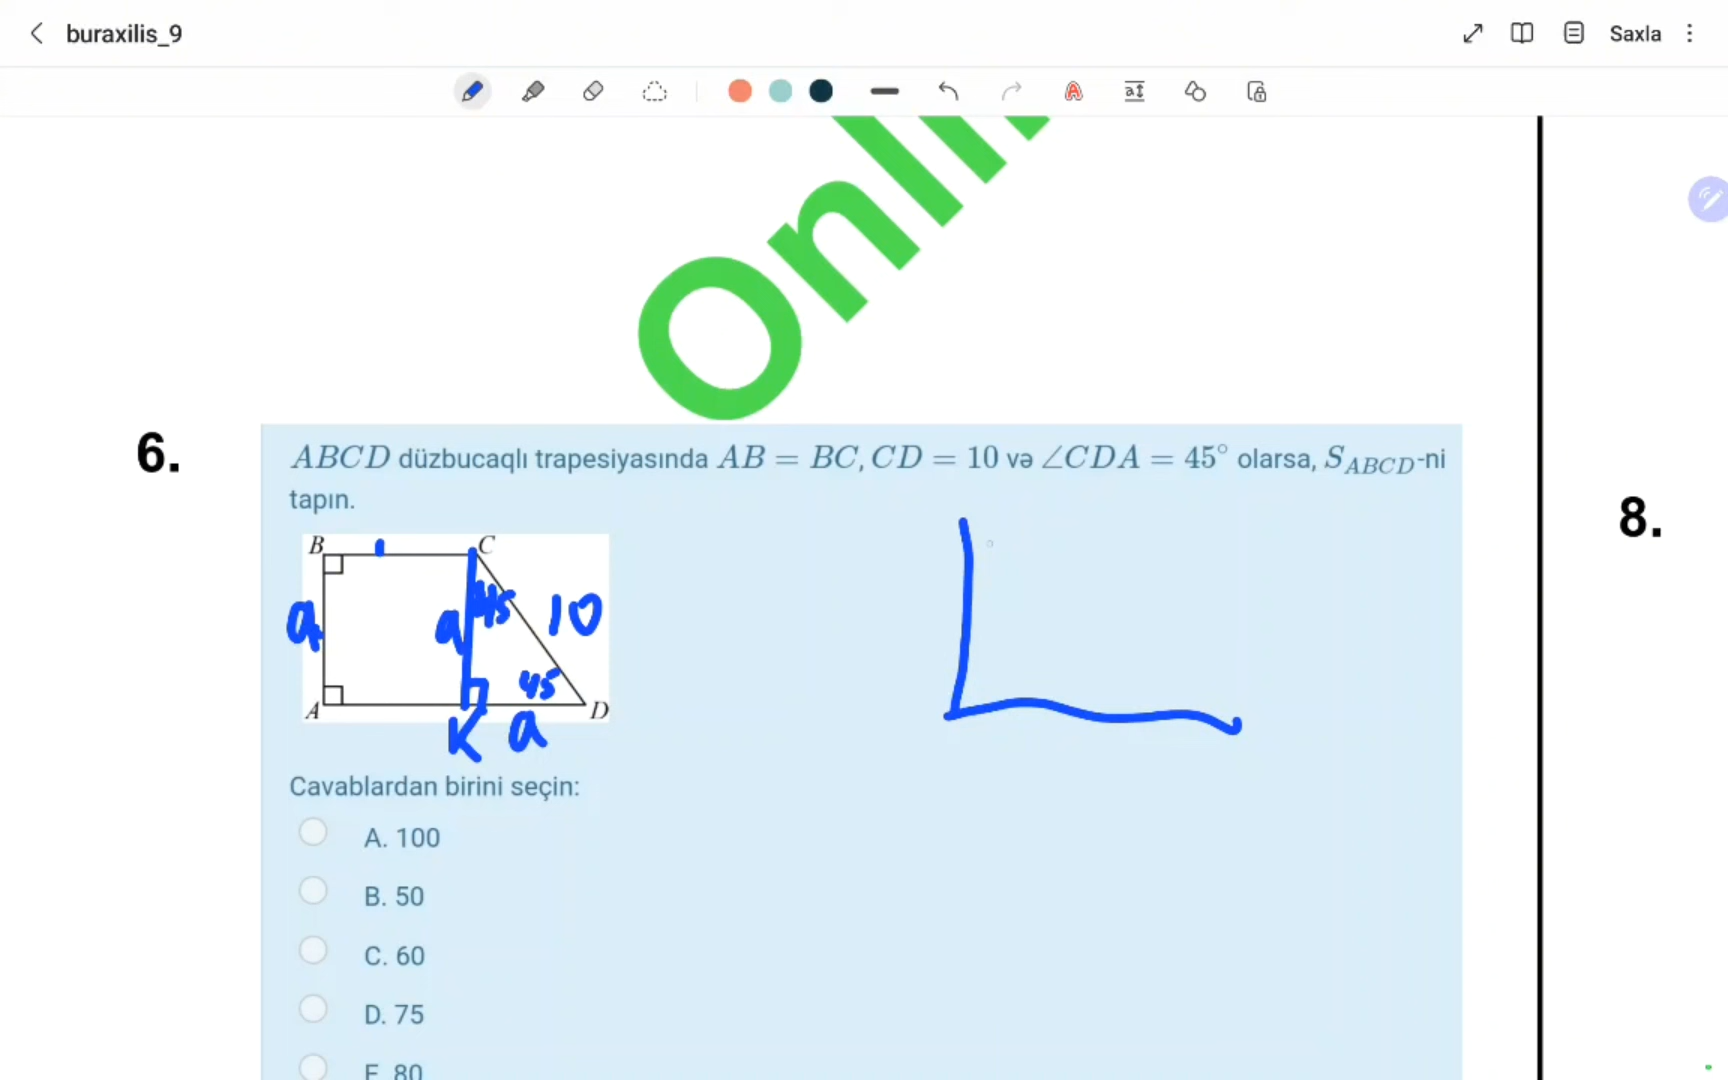 buraxilis_9
Saxla
Onli
6.
ABCD düzbucaqlı trapesiyasında AB = BC, CD = 10 və ∠CDA = 45° olarsa, S_ABCD-ni
tapın.
8.
B C
a a 45 10
45
A D
K a
Cavablardan birini seçin:
A. 100
B. 50
C. 60
D. 75
E. 80